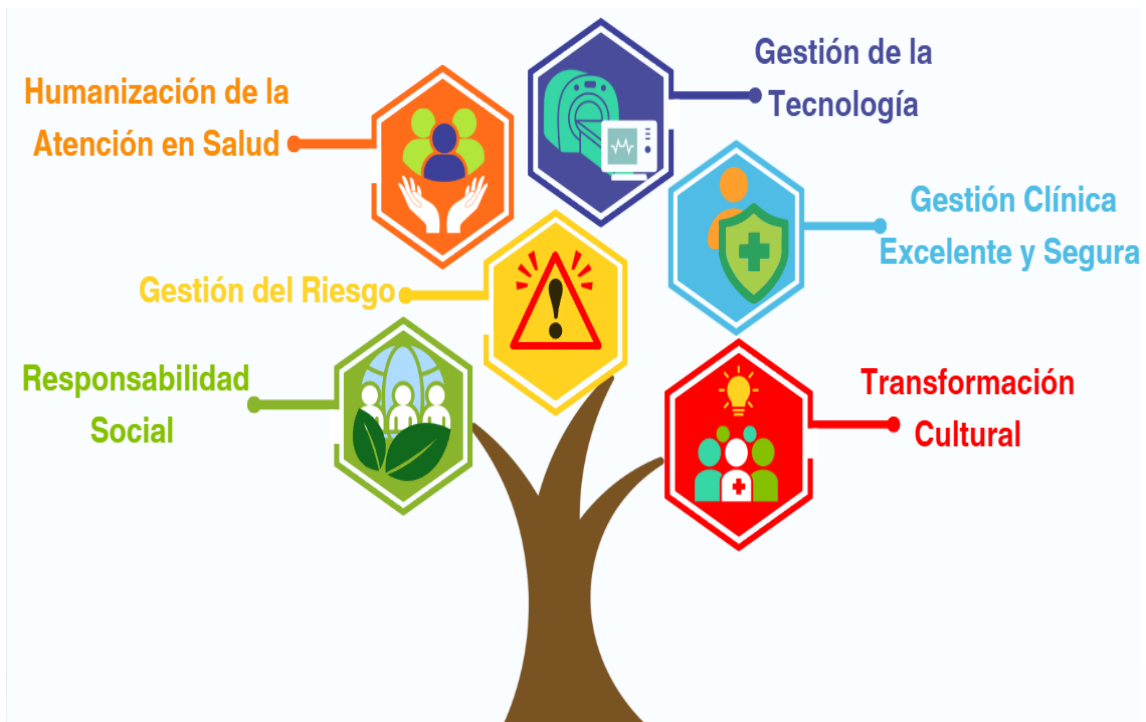 Humanización de la
Atención en Salud
Gestión de la
Tecnología
Gestión Clínica
Excelente y Segura
Gestión del Riesgo
Responsabilidad
Social
Transformación
Cultural